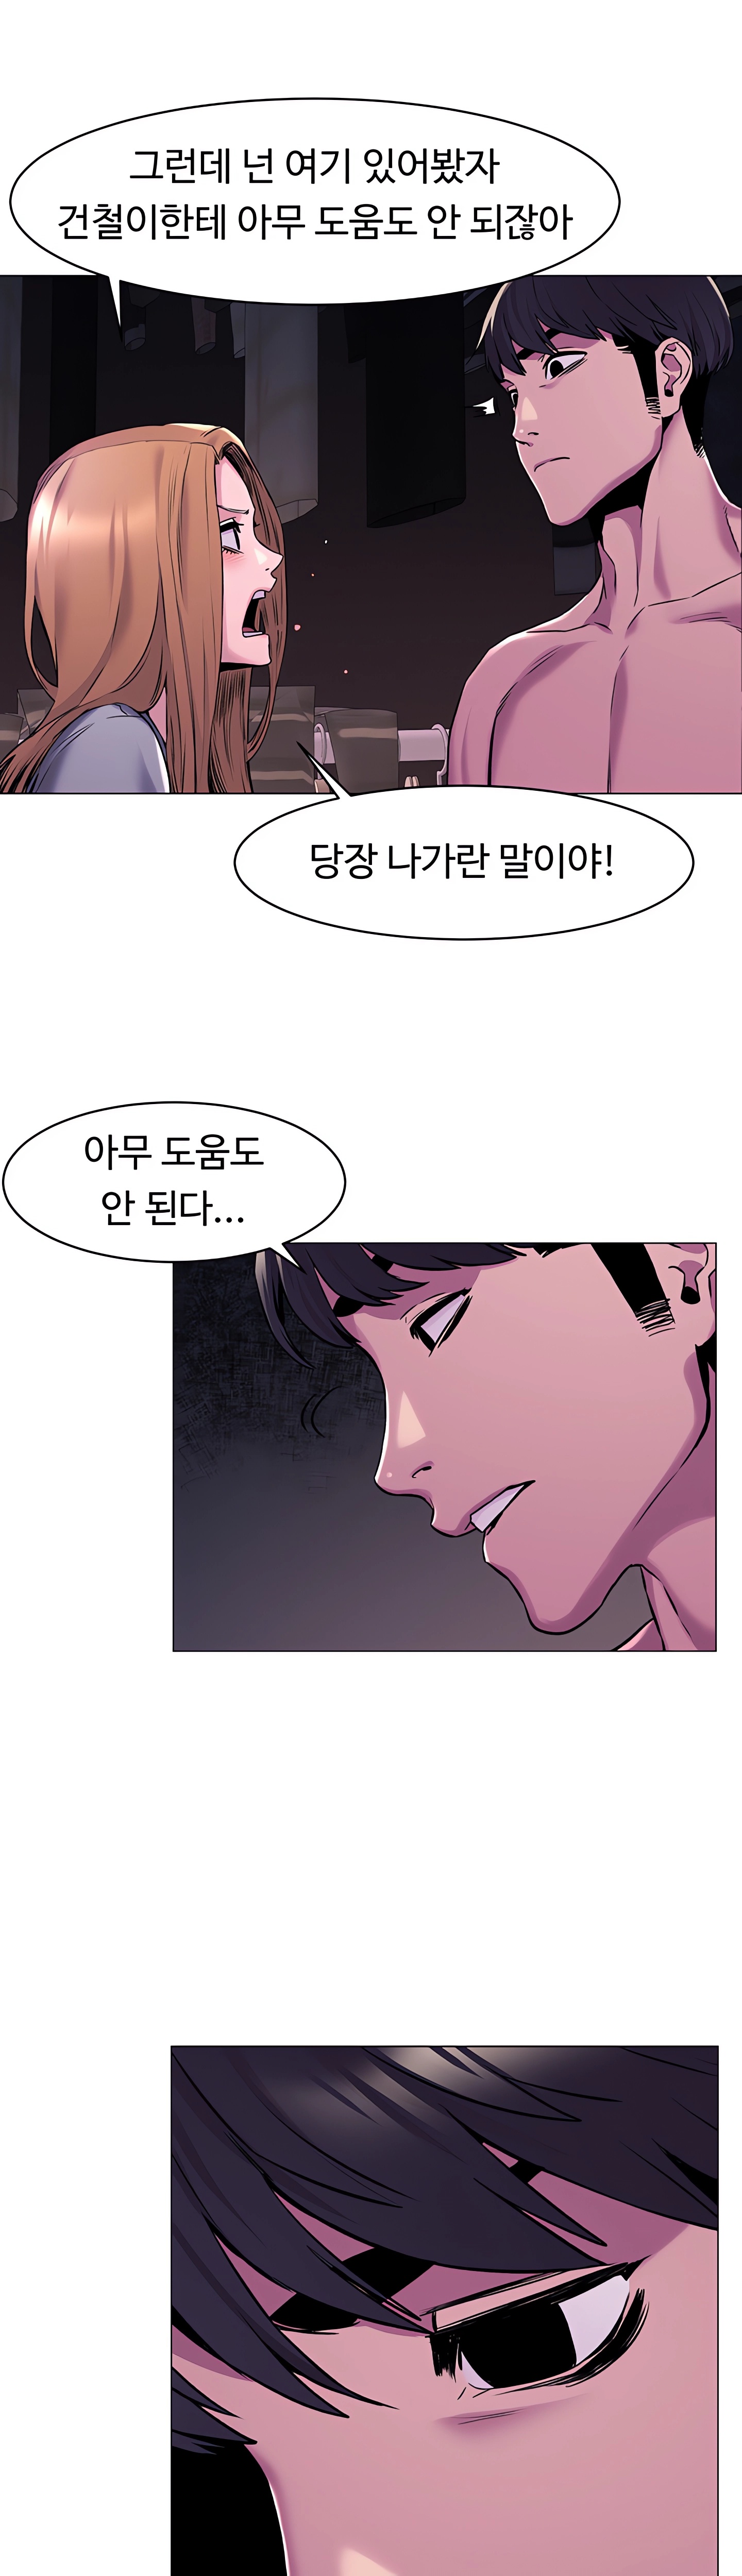 그런데 넌 여기 있어봤자
건철이한테 아무 도움도 안 되잖아
당장 나가란 말이야!
아무 도움도
안 된다...